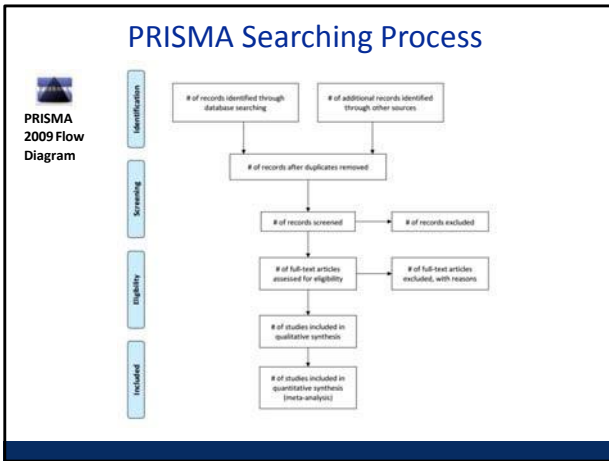 PRISMA Searching Process
PRISMA
2009 Flow
Diagram
Identification
# of records identified through
database searching
# of additional records identified
through other sources
# of records after duplicates removed
Screening
# of records screened
# of records excluded
Eligibility
# of full-text articles
assessed for eligibility
# of full-text articles
excluded, with reasons
# of studies included in
qualitative synthesis
Included
# of studies included in
quantitative synthesis
(meta-analysis)